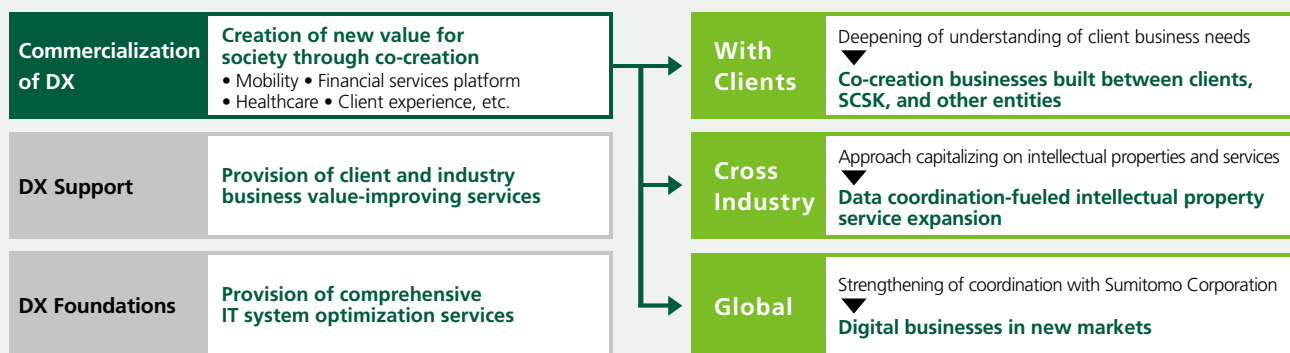 Commercialization
of DX
Creation of new value for
society through co-creation
• Mobility • Financial services platform
• Healthcare • Client experience, etc.
DX Support
Provision of client and industry
business value-improving services
DX Foundations
Provision of comprehensive
IT system optimization services
With
Clients
Deepening of understanding of client business needs
Co-creation businesses built between clients,
SCSK, and other entities
Cross
Industry
Approach capitalizing on intellectual properties and services
Data coordination-fueled intellectual property
service expansion
Global
Strengthening of coordination with Sumitomo Corporation
Digital businesses in new markets